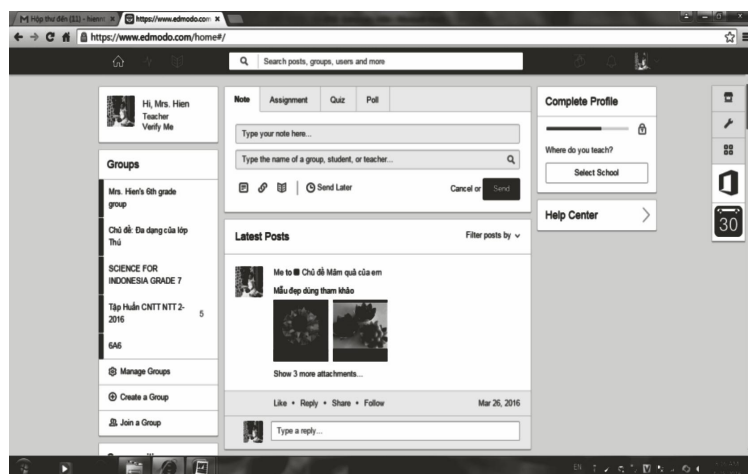 Hộp thư đến (11) - hienn
https://www.edmodo.com
https://www.edmodo.com/home#/
Search posts, groups, users and more
Hi, Mrs. Hien
Teacher
Verify Me
Groups
Mrs. Hien's 6th grade
group
Chủ đề: Đa dạng của lớp
Thú
SCIENCE FOR
INDONESIA GRADE 7
Tập Huấn CNTT NTT 2-
2016
5
6A6
Manage Groups
Create a Group
Join a Group
Note Assignment Quiz Poll
Type your note here...
Type the name of a group, student, or teacher...
Send Later
Cancel or Send
Latest Posts
Filter posts by
Me to Chủ đề Mâm quả của em
Mẫu đẹp dùng tham khảo
Show 3 more attachments...
Like • Reply • Share • Follow
Mar 26, 2016
Type a reply...
Complete Profile
Where do you teach?
Select School
Help Center
30
EN